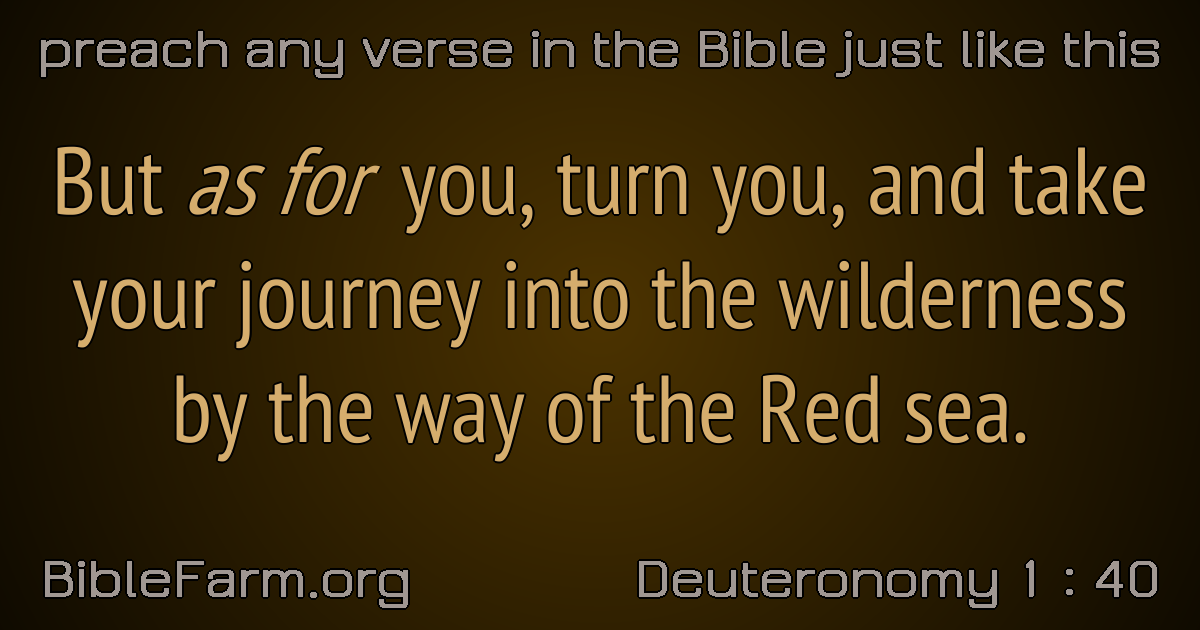 preach any verse in the Bible just like this
But as for you, turn you, and take
your journey into the wilderness
by the way of the Red sea.
BibleFarm.org
Deuteronomy 1 : 40